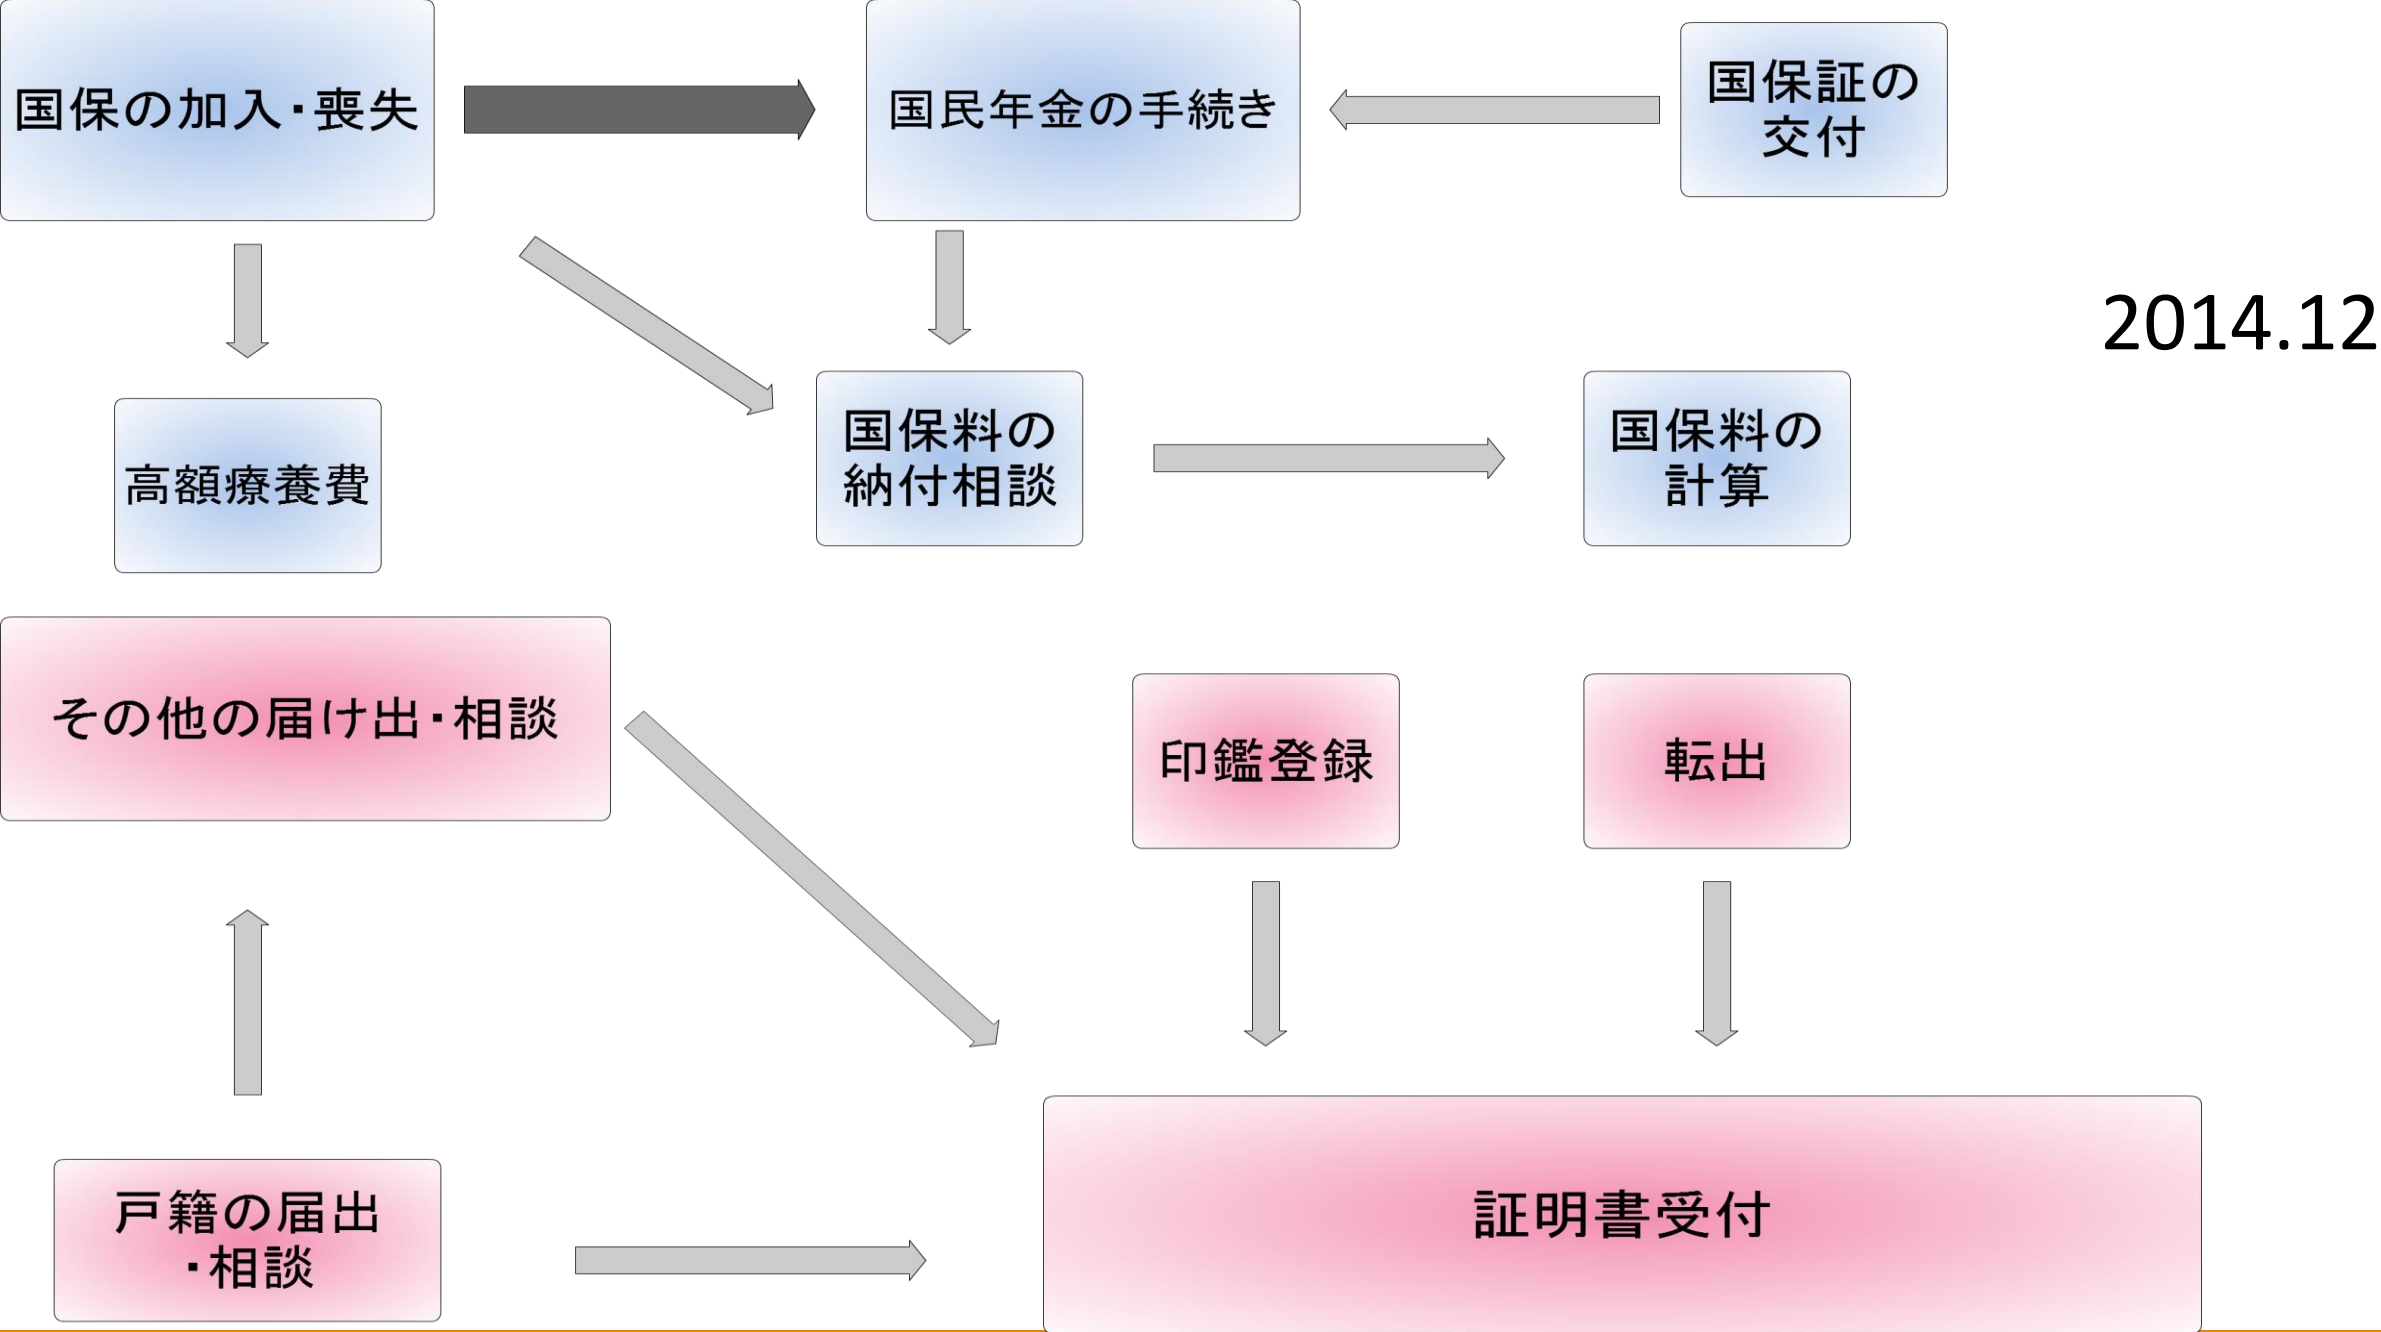 国保の加入・喪失
国民年金の手続き
国保証の
交付
2014.12
高額療養費
国保料の
納付相談
国保料の
計算
その他の届け出・相談
印鑑登録
転出
戸籍の届出
・相談
証明書受付